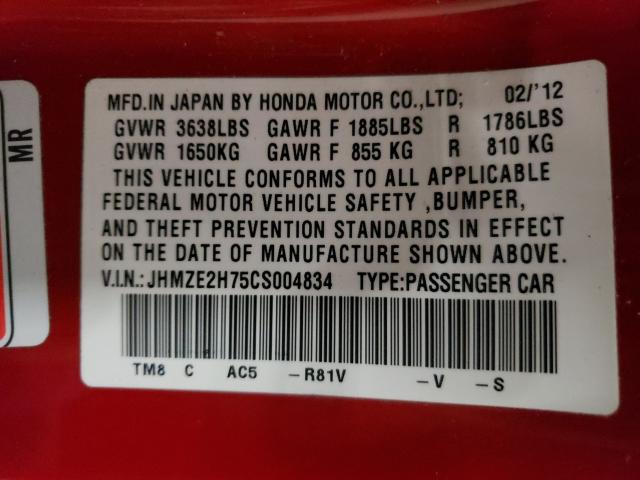 MFD.IN JAPAN BY HONDA MOTOR CO.,LTD; 02/'12
GVWR 3638LBS GAWR F 1885LBS R 1786LBS
GVWR 1650KG GAWR F 855 KG R 810 KG
THIS VEHICLE CONFORMS TO ALL APPLICABLE
FEDERAL MOTOR VEHICLE SAFETY ,BUMPER,
AND THEFT PREVENTION STANDARDS IN EFFECT
ON THE DATE OF MANUFACTURE SHOWN ABOVE.
V.I.N.: JHMZE2H75CS004834 TYPE:PASSENGER CAR
TM8 C AC5 –R81V –V –S
MR